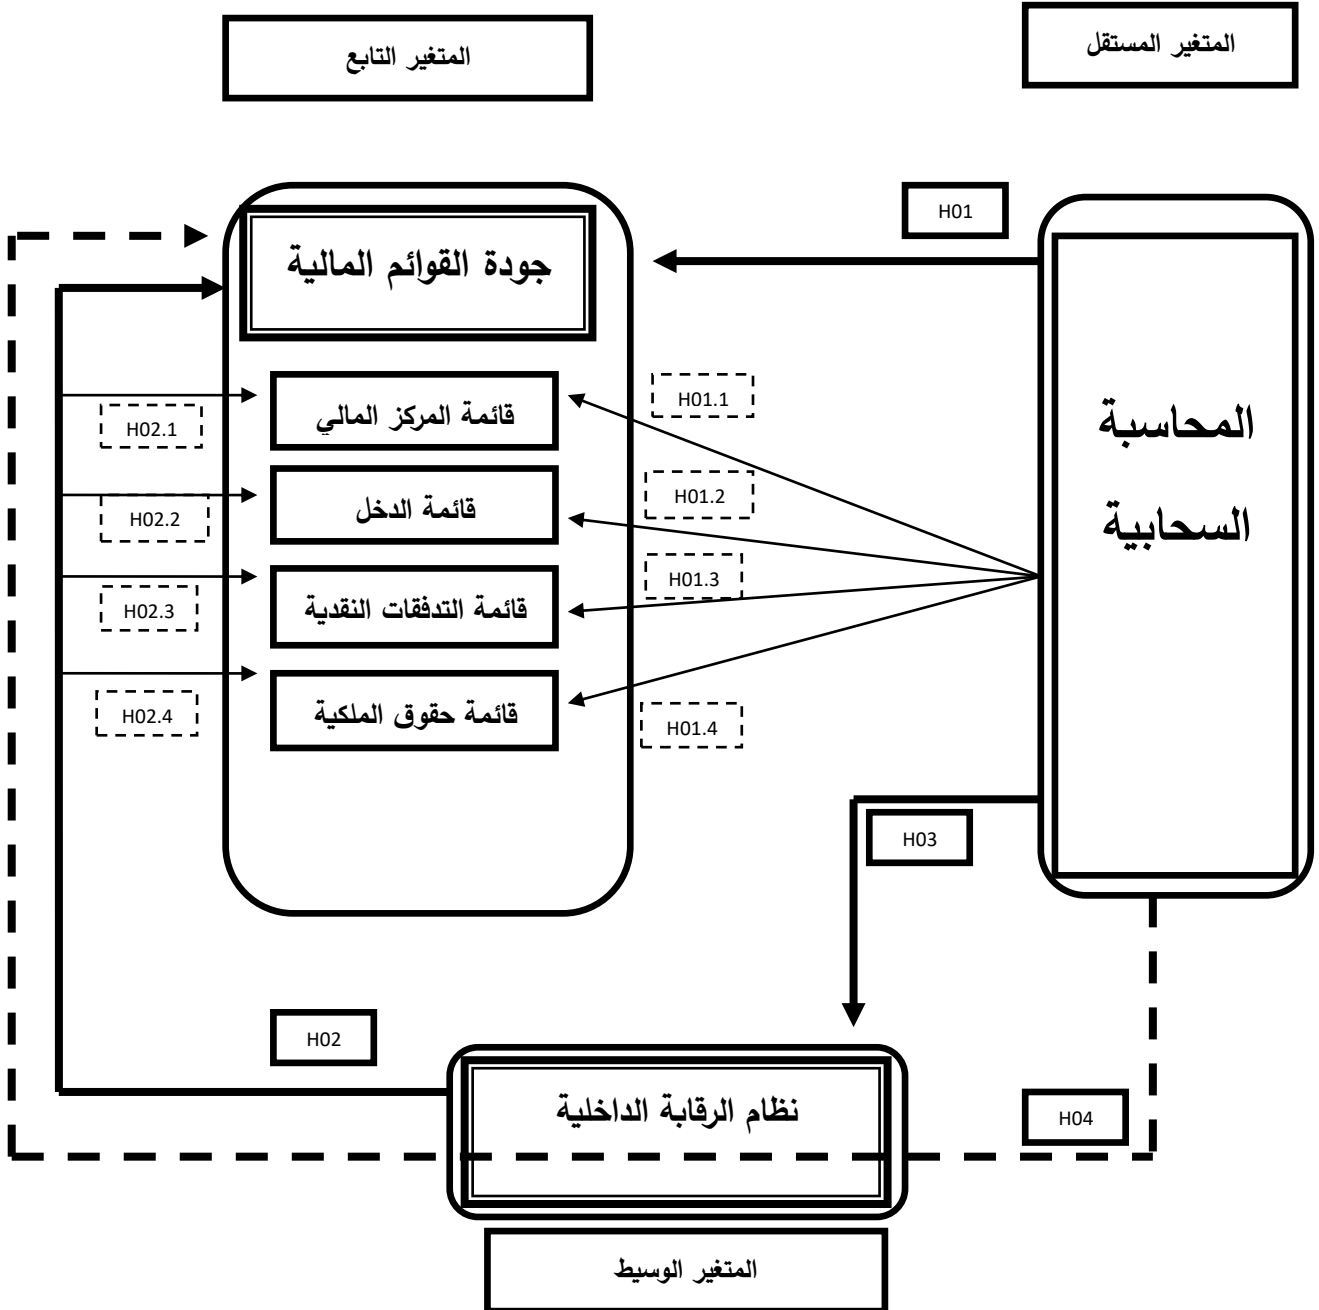 المتغير المستقل
المتغير التابع
H01
جودة القوائم المالية
المحاسبة
السحابية
H01.1
قائمة المركز المالي
H02.1
H01.2
قائمة الدخل
H02.2
H01.3
قائمة التدفقات النقدية
H02.3
قائمة حقوق الملكية
H02.4
H01.4
H03
H02
نظام الرقابة الداخلية
H04
المتغير الوسيط